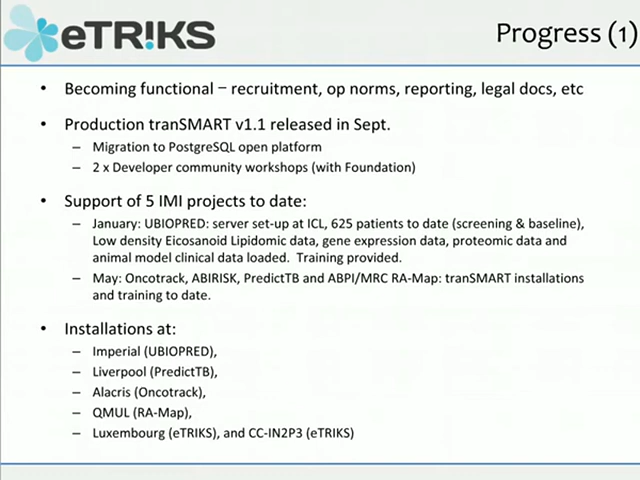 eTR!KS
Progress (1)
• Becoming functional – recruitment, op norms, reporting, legal docs, etc
• Production tranSMART v1.1 released in Sept.
– Migration to PostgreSQL open platform
– 2 x Developer community workshops (with Foundation)
• Support of 5 IMI projects to date:
– January: UBIOPRED: server set-up at ICL, 625 patients to date (screening & baseline),
Low density Eicosanoid Lipidomic data, gene expression data, proteomic data and
animal model clinical data loaded. Training provided.
– May: Oncotrack, ABIRISK, PredictTB and ABPI/MRC RA-Map: tranSMART installations
and training to date.
• Installations at:
– Imperial (UBIOPRED),
– Liverpool (PredictTB),
– Alacris (Oncotrack),
– QMUL (RA-Map),
– Luxembourg (eTRIKS), and CC-IN2P3 (eTRIKS)